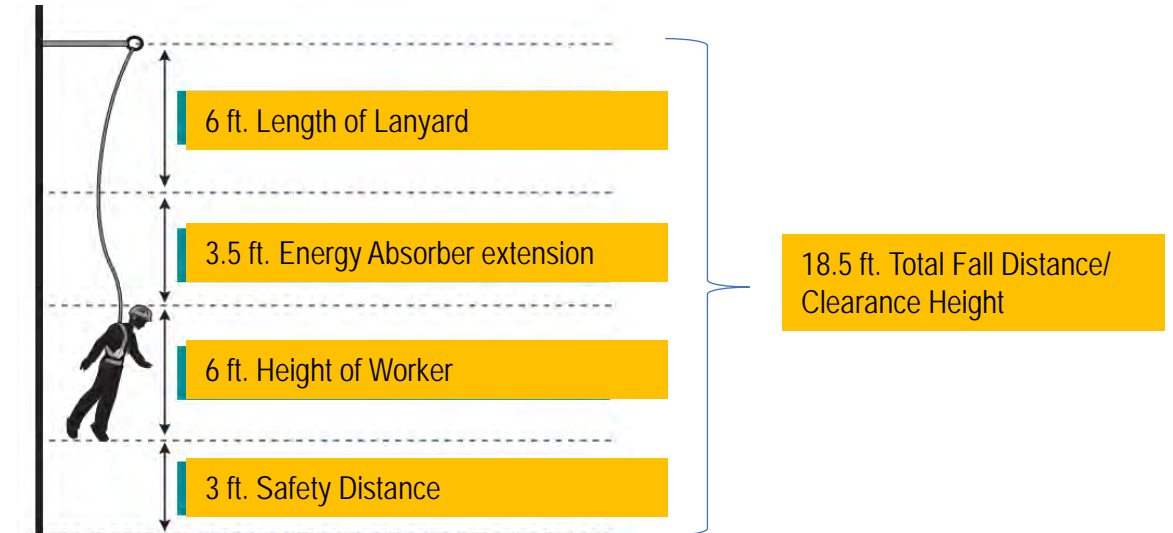 6 ft. Length of Lanyard
3.5 ft. Energy Absorber extension
18.5 ft. Total Fall Distance/
Clearance Height
6 ft. Height of Worker
3 ft. Safety Distance